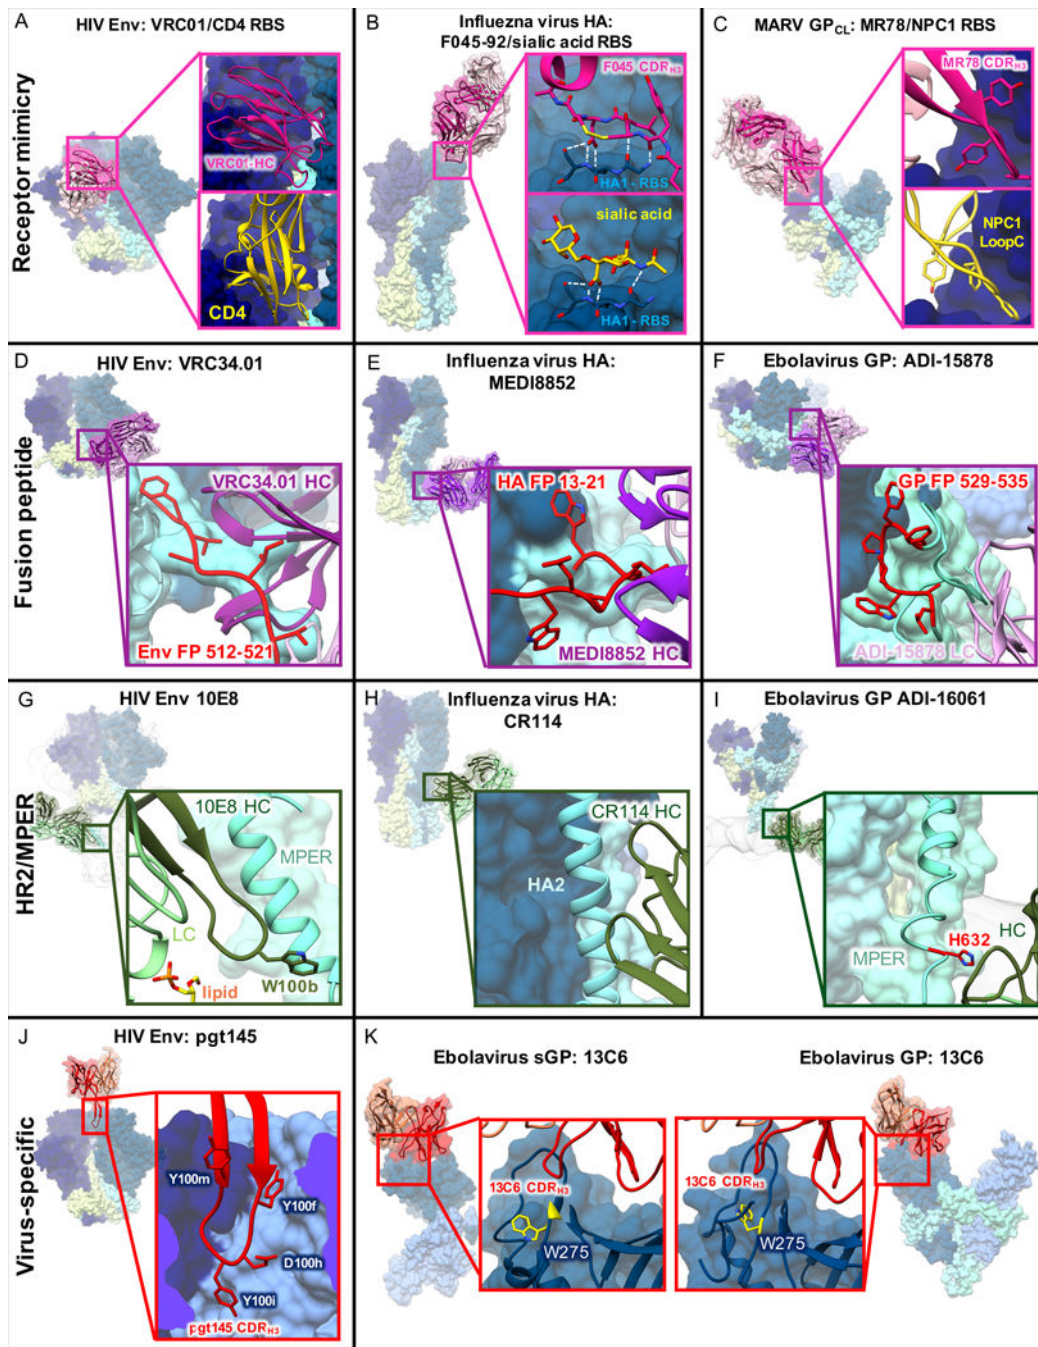 Receptor mimicry
A
HIV Env: VRC01/CD4 RBS
VRC01-HC
CD4
B
Influezna virus HA:
F045-92/sialic acid RBS
F045 CDRH3
HA1 - RBS
sialic acid
HA1 - RBS
C
MARV GPCL: MR78/NPC1 RBS
MR78 CDRH3
NPC1
LoopC
Fusion peptide
D
HIV Env: VRC34.01
VRC34.01 HC
Env FP 512-521
E
Influenza virus HA:
MEDI8852
HA FP 13-21
MEDI8852 HC
F
Ebolavirus GP: ADI-15878
GP FP 529-535
ADI-15878 LC
HR2/MPER
G
HIV Env 10E8
10E8 HC
MPER
LC
lipid
W100b
H
Influenza virus HA:
CR114
CR114 HC
HA2
I
Ebolavirus GP ADI-16061
MPER
H632
HC
Virus-specific
J
HIV Env: pgt145
Y100m
Y100f
D100h
Y100i
pgt145 CDRH3
K
Ebolavirus sGP: 13C6
13C6 CDRH3
W275
Ebolavirus GP: 13C6
13C6 CDRH3
W275